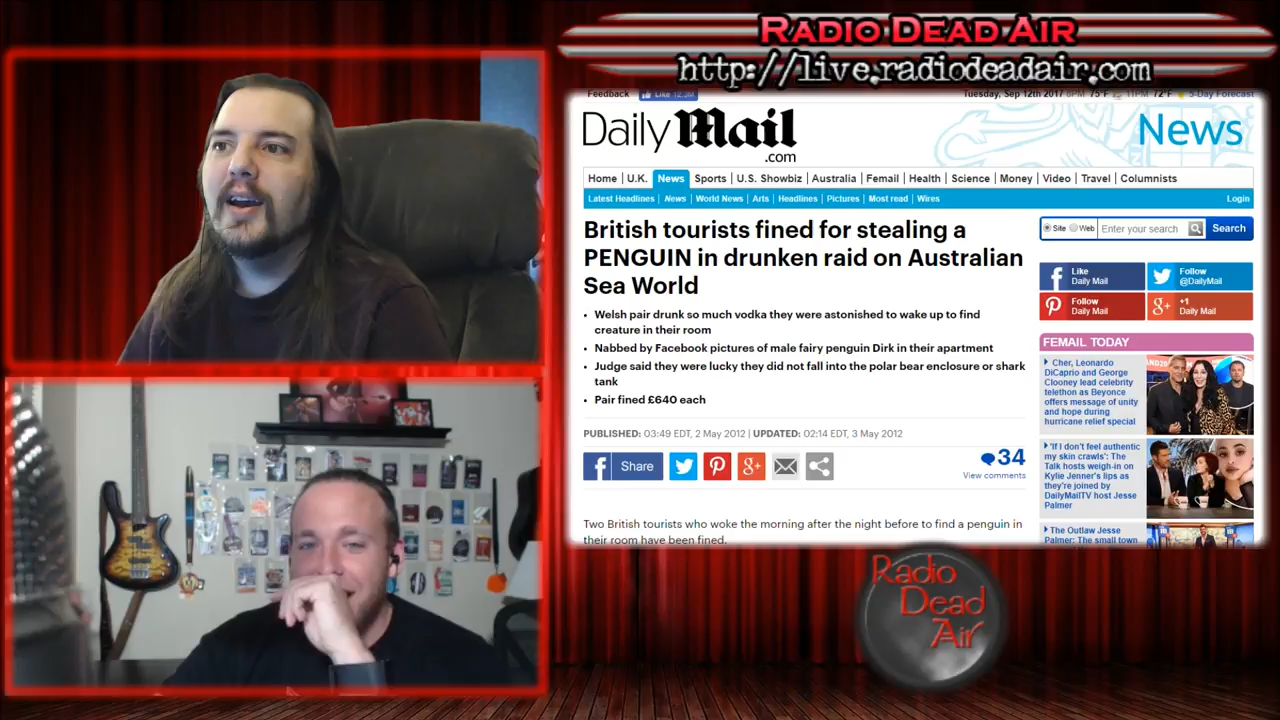 Radio Dead Air
http://live.radiodeadair.com
Feedback Like 12.3M Tuesday, Sep 12th 2017 8PM 75°F 11PM 72°F 5-Day Forecast
Daily Mail
.com
News
Home U.K. News Sports U.S. Showbiz Australia Femail Health Science Money Video Travel Columnists
Latest Headlines News World News Arts Headlines Pictures Most read Wires Login
British tourists fined for stealing a
PENGUIN in drunken raid on Australian
Sea World
Welsh pair drunk so much vodka they were astonished to wake up to find
creature in their room
Nabbed by Facebook pictures of male fairy penguin Dirk in their apartment
Judge said they were lucky they did not fall into the polar bear enclosure or shark
tank
Pair fined £640 each
PUBLISHED: 03:49 EDT, 2 May 2012 | UPDATED: 02:14 EDT, 3 May 2012
Share
34
View comments
Two British tourists who woke the morning after the night before to find a penguin in
their room have been fined.
Site Web Enter your search Search
Like
Daily Mail
Follow
@DailyMail
Follow
Daily Mail
+1
Daily Mail
FEMAIL TODAY
Cher, Leonardo
DiCaprio and George
Clooney lead celebrity
telethon as Beyonce
offers message of unity
and hope during
hurricane relief special
'If I don't feel authentic
my skin crawls': The
Talk hosts weigh-in on
Kylie Jenner's lips as
they're joined by
DailyMailTV host Jesse
Palmer
The Outlaw Jesse
Palmer: The small town
Radio
Dead
Air